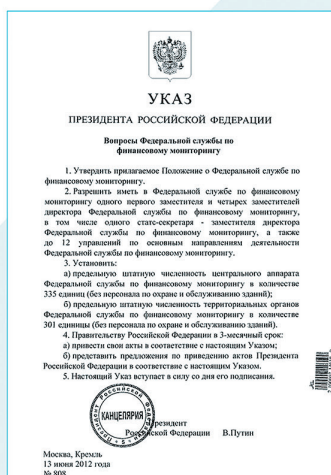 УКАЗ
ПРЕЗИДЕНТА РОССИЙСКОЙ ФЕДЕРАЦИИ
Вопросы Федеральной службы по
финансовому мониторингу
1. Утвердить прилагаемое Положение о Федеральной службе по
финансовому мониторингу.
2. Разрешить иметь в Федеральной службе по финансовому
мониторингу одного первого заместителя и четырех заместителей
директора Федеральной службы по финансовому мониторингу,
в том числе одного статс-секретаря - заместителя директора
Федеральной службы по финансовому мониторингу, а также
до 12 управлений по основным направлениям деятельности
Федеральной службы по финансовому мониторингу.
3. Установить:
а) предельную штатную численность центрального аппарата
Федеральной службы по финансовому мониторингу в количестве
335 единиц (без персонала по охране и обслуживанию зданий);
б) предельную штатную численность территориальных органов
Федеральной службы по финансовому мониторингу в количестве
301 единицы (без персонала по охране и обслуживанию зданий).
4. Правительству Российской Федерации в 3-месячный срок:
а) привести свои акты в соответствие с настоящим Указом;
б) представить предложения по приведению актов Президента
Российской Федерации в соответствие с настоящим Указом.
5. Настоящий Указ вступает в силу со дня его подписания.
Президент
Российской Федерации В.Путин
КАНЦЕЛЯРИЯ
Москва, Кремль
13 июня 2012 года
№ 808